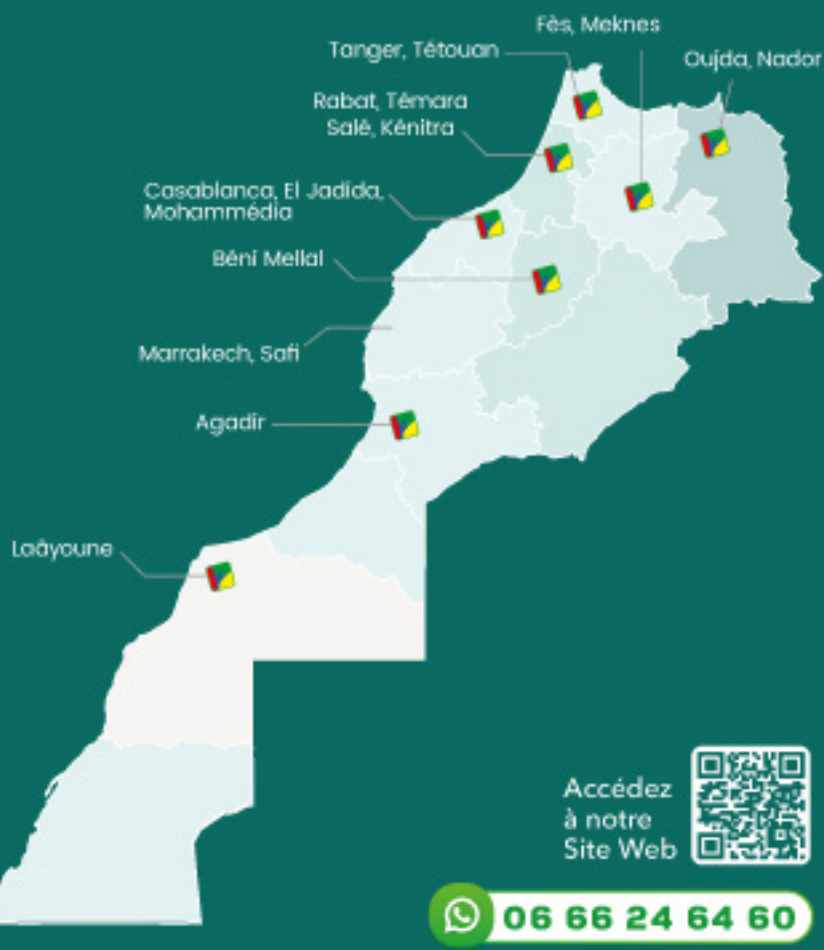 Fès, Meknes
Tanger, Tétouan
Oujda, Nador
Rabat, Témara
Salé, Kénitra
Casablanca, El Jadida,
Mohammédia
Béni Mellal
Marrakech, Safi
Agadir
Laâyoune
Accédez
à notre
Site Web
06 66 24 64 60